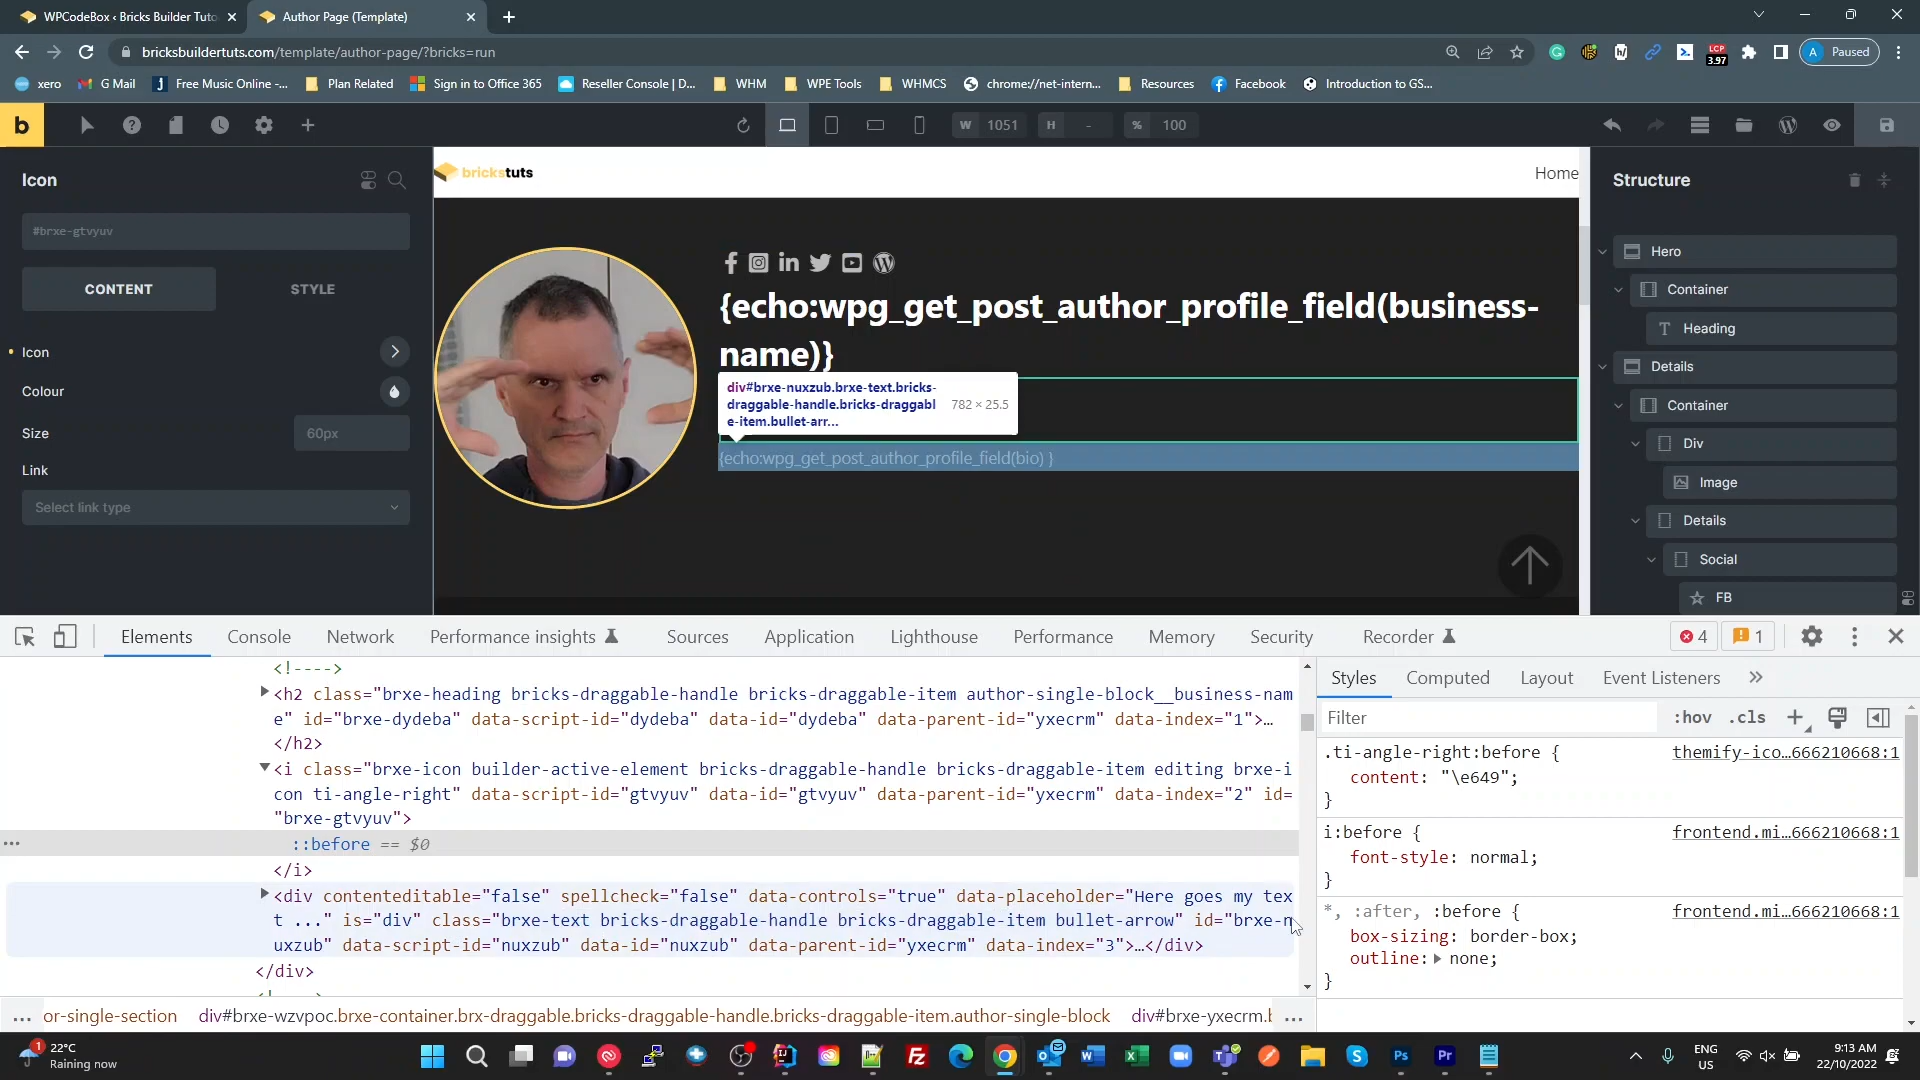 WPCodeBox ‹ Bricks Builder Tuto
Author Page (Template)
bricksbuildertuts.com/template/author-page/?bricks=run
LCP
3.97
A Paused
xero
G Mail
Free Music Online -...
Plan Related
Sign in to Office 365
Reseller Console | D...
WHM
WPE Tools
WHMCS
chrome://net-intern...
Resources
Facebook
Introduction to GS...
b
W 1051
H -
% 100
Icon
#brxe-gtvyuv
CONTENT
STYLE
Icon
Colour
Size
60px
Link
Select link type
brickstuts
Home
{echo:wpg_get_post_author_profile_field(business-
name)}
div#brxe-nuxzub.brxe-text.bricks-
draggable-handle.bricks-draggabl
e-item.bullet-arr...
782 × 25.5
{echo:wpg_get_post_author_profile_field(bio) }
Structure
Hero
Container
Heading
Details
Container
Div
Image
Details
Social
FB
Elements
Console
Network
Performance insights
Sources
Application
Lighthouse
Performance
Memory
Security
Recorder
4
1
<!---->
<h2 class="brxe-heading bricks-draggable-handle bricks-draggable-item author-single-block__business-nam
e" id="brxe-dydeba" data-script-id="dydeba" data-id="dydeba" data-parent-id="yxecrm" data-index="1">…
</h2>
<i class="brxe-icon builder-active-element bricks-draggable-handle bricks-draggable-item editing brxe-i
con ti-angle-right" data-script-id="gtvyuv" data-id="gtvyuv" data-parent-id="yxecrm" data-index="2" id=
"brxe-gtvyuv">
::before == $0
</i>
<div contenteditable="false" spellcheck="false" data-controls="true" data-placeholder="Here goes my tex
t ..." is="div" class="brxe-text bricks-draggable-handle bricks-draggable-item bullet-arrow" id="brxe-n
uxzub" data-script-id="nuxzub" data-id="nuxzub" data-parent-id="yxecrm" data-index="3">…</div>
</div>
... or-single-section
div#brxe-wzvpoc.brxe-container.brx-draggable.bricks-draggable-handle.bricks-draggable-item.author-single-block
div#brxe-yxecrm.b ...
Styles
Computed
Layout
Event Listeners
Filter
:hov .cls
.ti-angle-right:before {
themify-ico…666210668:1
content: "\e649";
}
i:before {
frontend.mi…666210668:1
font-style: normal;
}
*, :after, :before {
frontend.mi…666210668:1
box-sizing: border-box;
outline: none;
}
1
22°C
Raining now
ENG
US
9:13 AM
22/10/2022